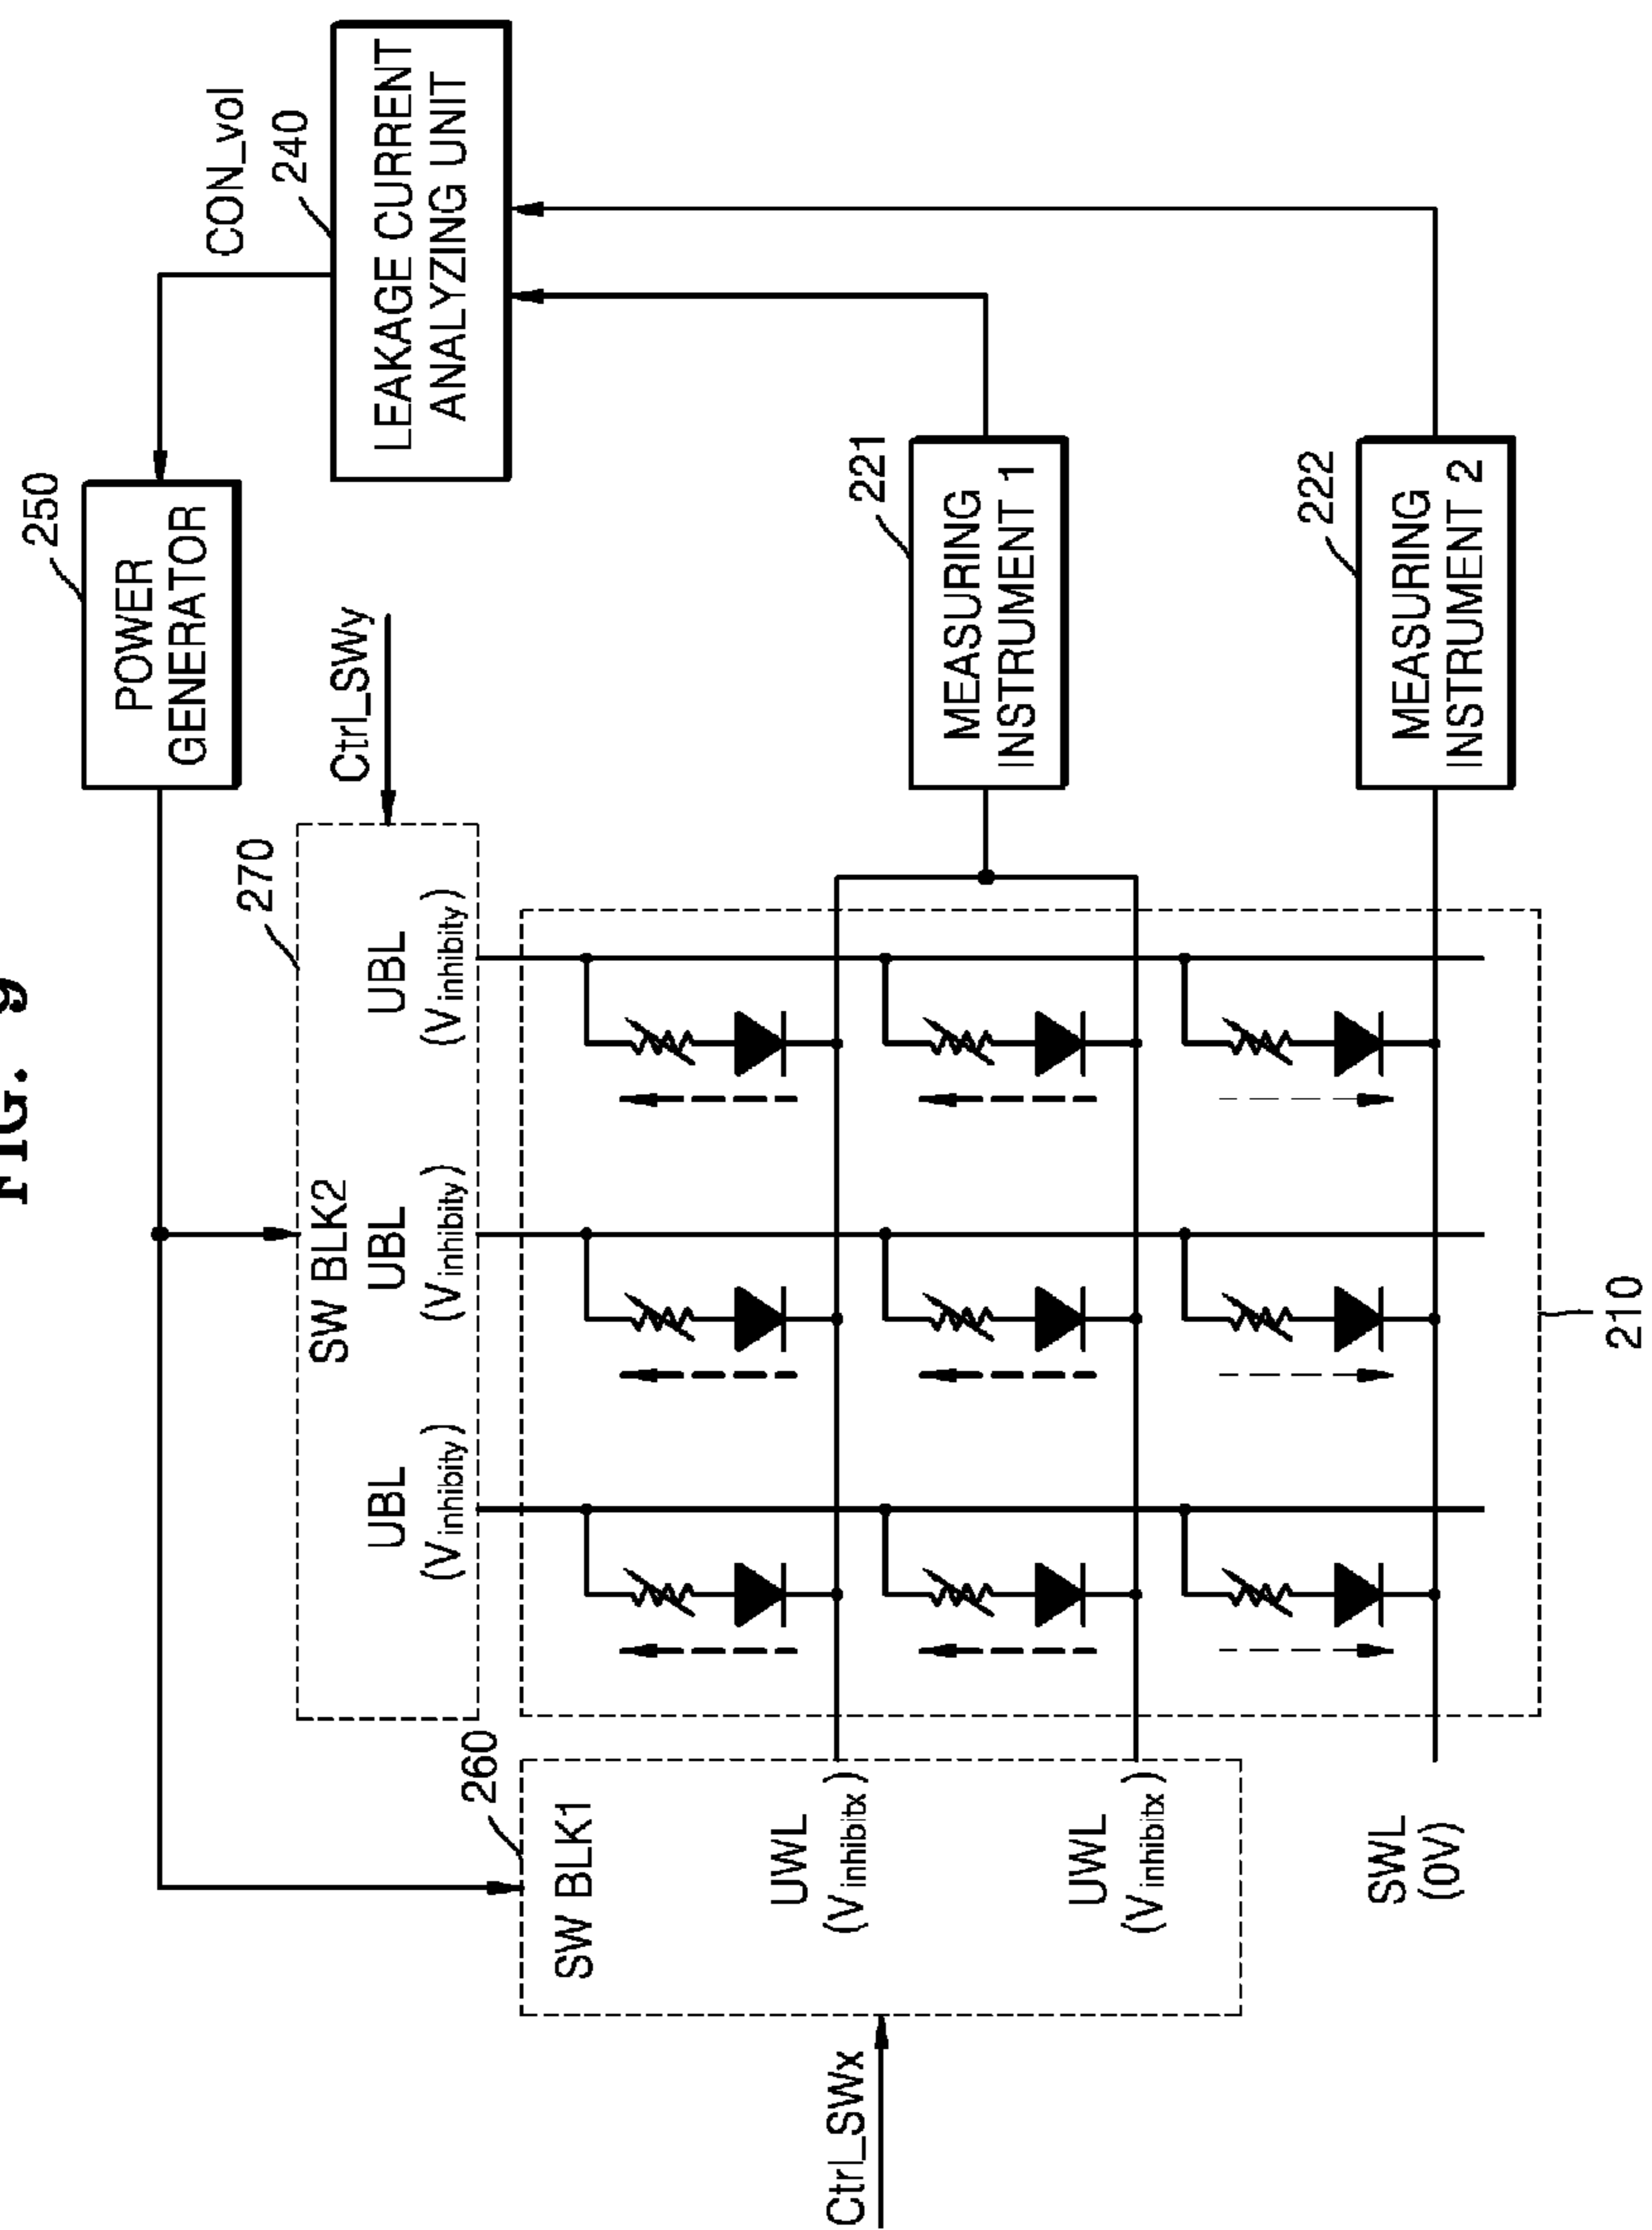 FIG. 9
250
POWER
GENERATOR
CON_vol
240
LEAKAGE CURRENT
ANALYZING UNIT
270
Ctrl_SWy
SW BLK2
UBL
(Vinhibity)
UBL
(Vinhibity)
UBL
(Vinhibity)
260
SW BLK1
UWL
(Vinhibitx)
UWL
(Vinhibitx)
SWL
(0V)
Ctrl_SWx
221
MEASURING
INSTRUMENT 1
222
MEASURING
INSTRUMENT 2
210